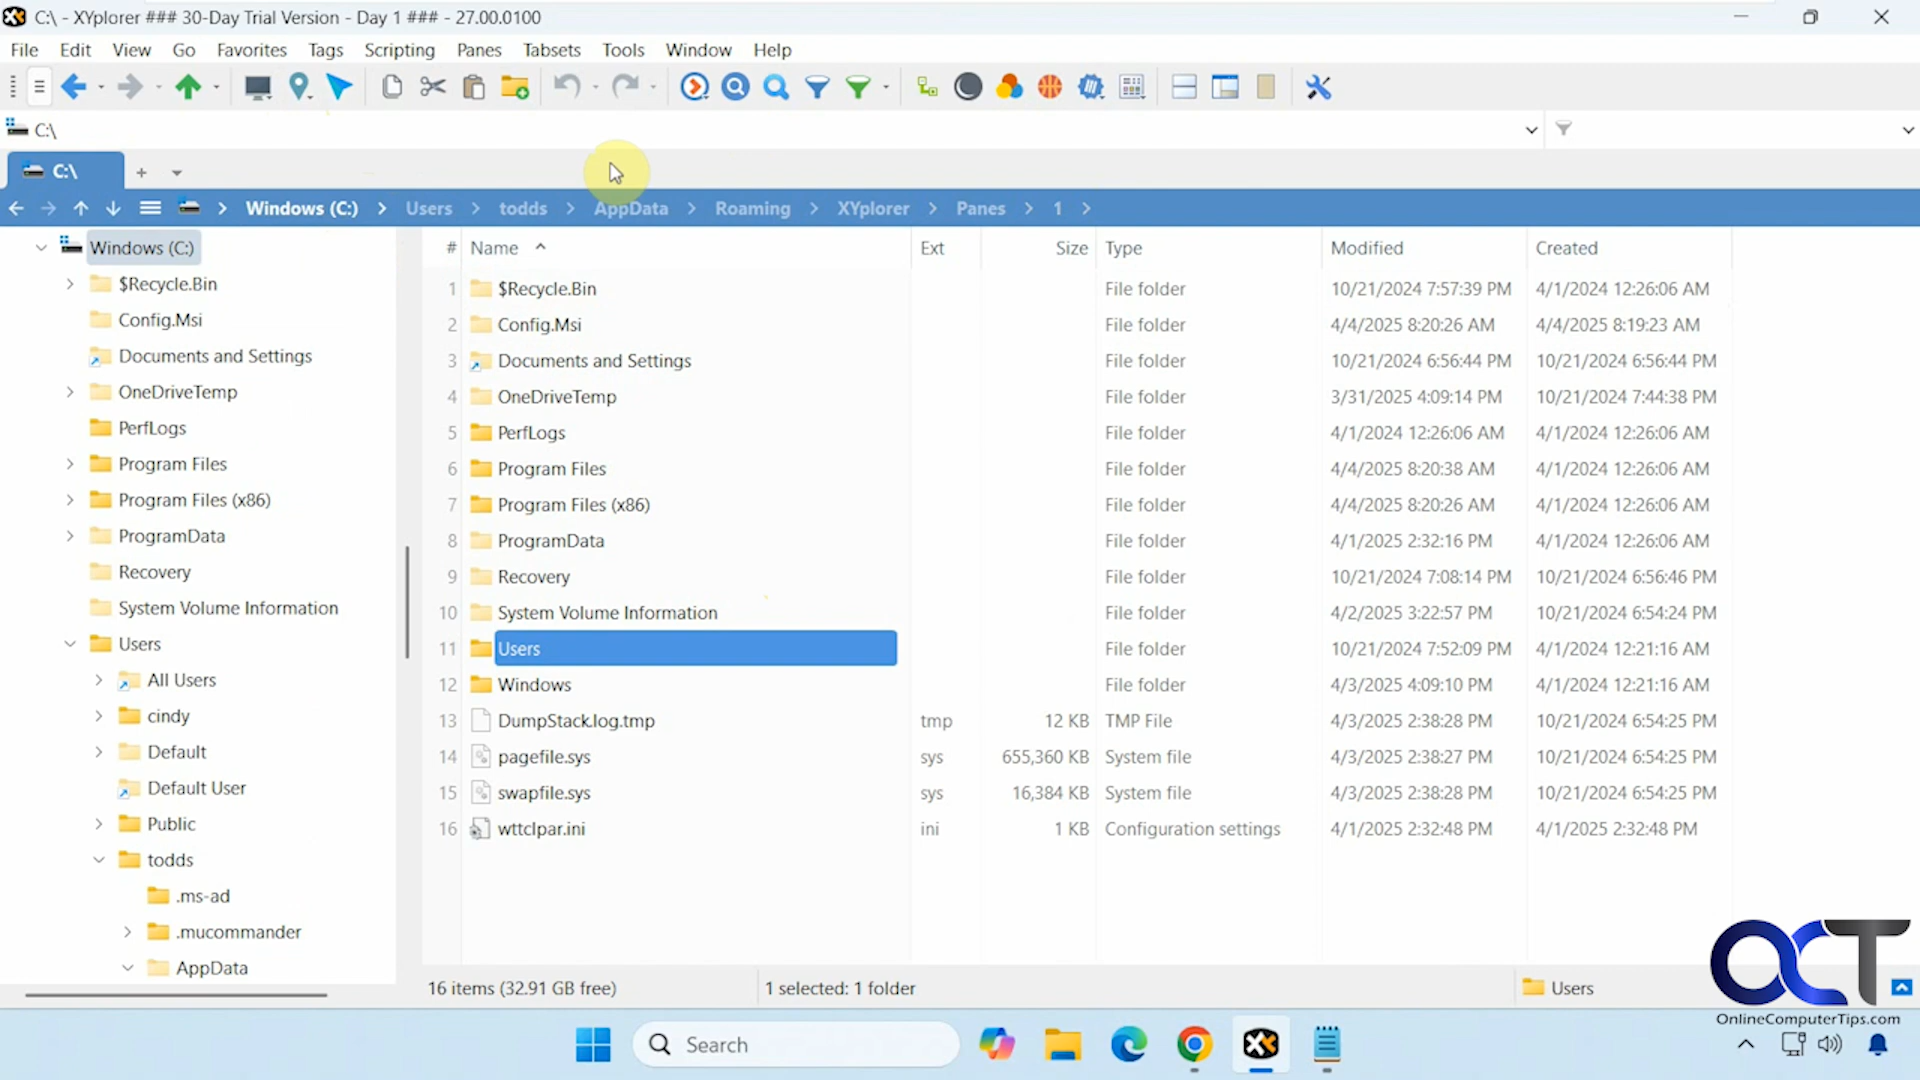 C:\ - XYplorer ### 30-Day Trial Version - Day 1 ### - 27.00.0100
File Edit View Go Favorites Tags Scripting Panes Tabsets Tools Window Help
C:\
C:\
Windows (C:) Users todds AppData Roaming XYplorer Panes 1
Windows (C:)
$Recycle.Bin
Config.Msi
Documents and Settings
OneDriveTemp
PerfLogs
Program Files
Program Files (x86)
ProgramData
Recovery
System Volume Information
Users
All Users
cindy
Default
Default User
Public
todds
.ms-ad
.mucommander
AppData
# Name Ext Size Type Modified Created
1 $Recycle.Bin File folder 10/21/2024 7:57:39 PM 4/1/2024 12:26:06 AM
2 Config.Msi File folder 4/4/2025 8:20:26 AM 4/4/2025 8:19:23 AM
3 Documents and Settings File folder 10/21/2024 6:56:44 PM 10/21/2024 6:56:44 PM
4 OneDriveTemp File folder 3/31/2025 4:09:14 PM 10/21/2024 7:44:38 PM
5 PerfLogs File folder 4/1/2024 12:26:06 AM 4/1/2024 12:26:06 AM
6 Program Files File folder 4/4/2025 8:20:38 AM 4/1/2024 12:26:06 AM
7 Program Files (x86) File folder 4/4/2025 8:20:26 AM 4/1/2024 12:26:06 AM
8 ProgramData File folder 4/1/2025 2:32:16 PM 4/1/2024 12:26:06 AM
9 Recovery File folder 10/21/2024 7:08:14 PM 10/21/2024 6:56:46 PM
10 System Volume Information File folder 4/2/2025 3:22:57 PM 10/21/2024 6:54:24 PM
11 Users File folder 10/21/2024 7:52:09 PM 4/1/2024 12:21:16 AM
12 Windows File folder 4/3/2025 4:09:10 PM 4/1/2024 12:21:16 AM
13 DumpStack.log.tmp tmp 12 KB TMP File 4/3/2025 2:38:28 PM 10/21/2024 6:54:25 PM
14 pagefile.sys sys 655,360 KB System file 4/3/2025 2:38:27 PM 10/21/2024 6:54:25 PM
15 swapfile.sys sys 16,384 KB System file 4/3/2025 2:38:28 PM 10/21/2024 6:54:25 PM
16 wttclpar.ini ini 1 KB Configuration settings 4/1/2025 2:32:48 PM 4/1/2025 2:32:48 PM
16 items (32.91 GB free) 1 selected: 1 folder Users
OCT
OnlineComputerTips.com
Search